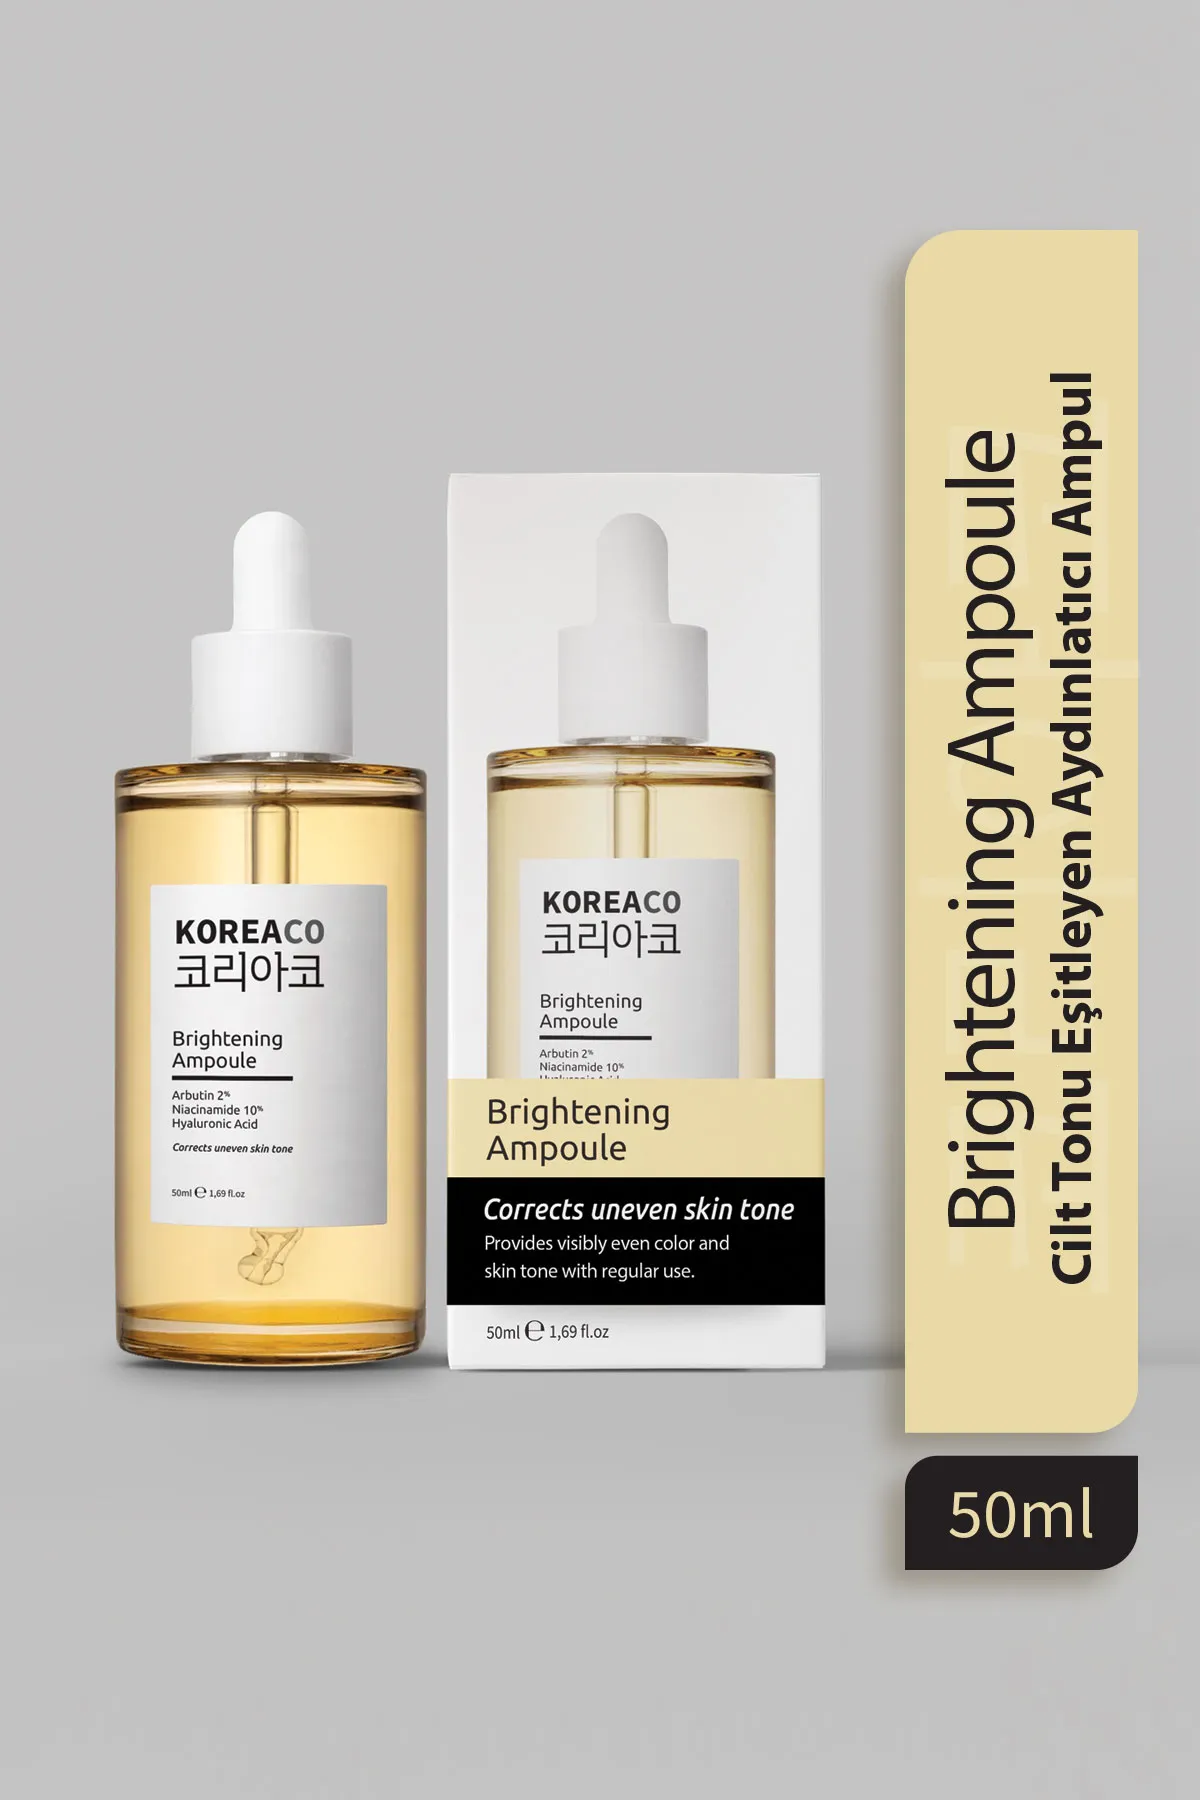 KOREACO
코리아코
Brightening
Ampoule
Arbutin 2%
Niacinamide 10%
Hyaluronic Acid
Corrects uneven skin tone
50ml ℮ 1,69 fl.oz
KOREACO
코리아코
Brightening
Ampoule
Arbutin 2%
Niacinamide 10%
Brightening
Ampoule
Corrects uneven skin tone
Provides visibly even color and
skin tone with regular use.
50ml ℮ 1,69 fl.oz
Brightening Ampoule
Cilt Tonu Eşitleyen Aydınlatıcı Ampul
50ml